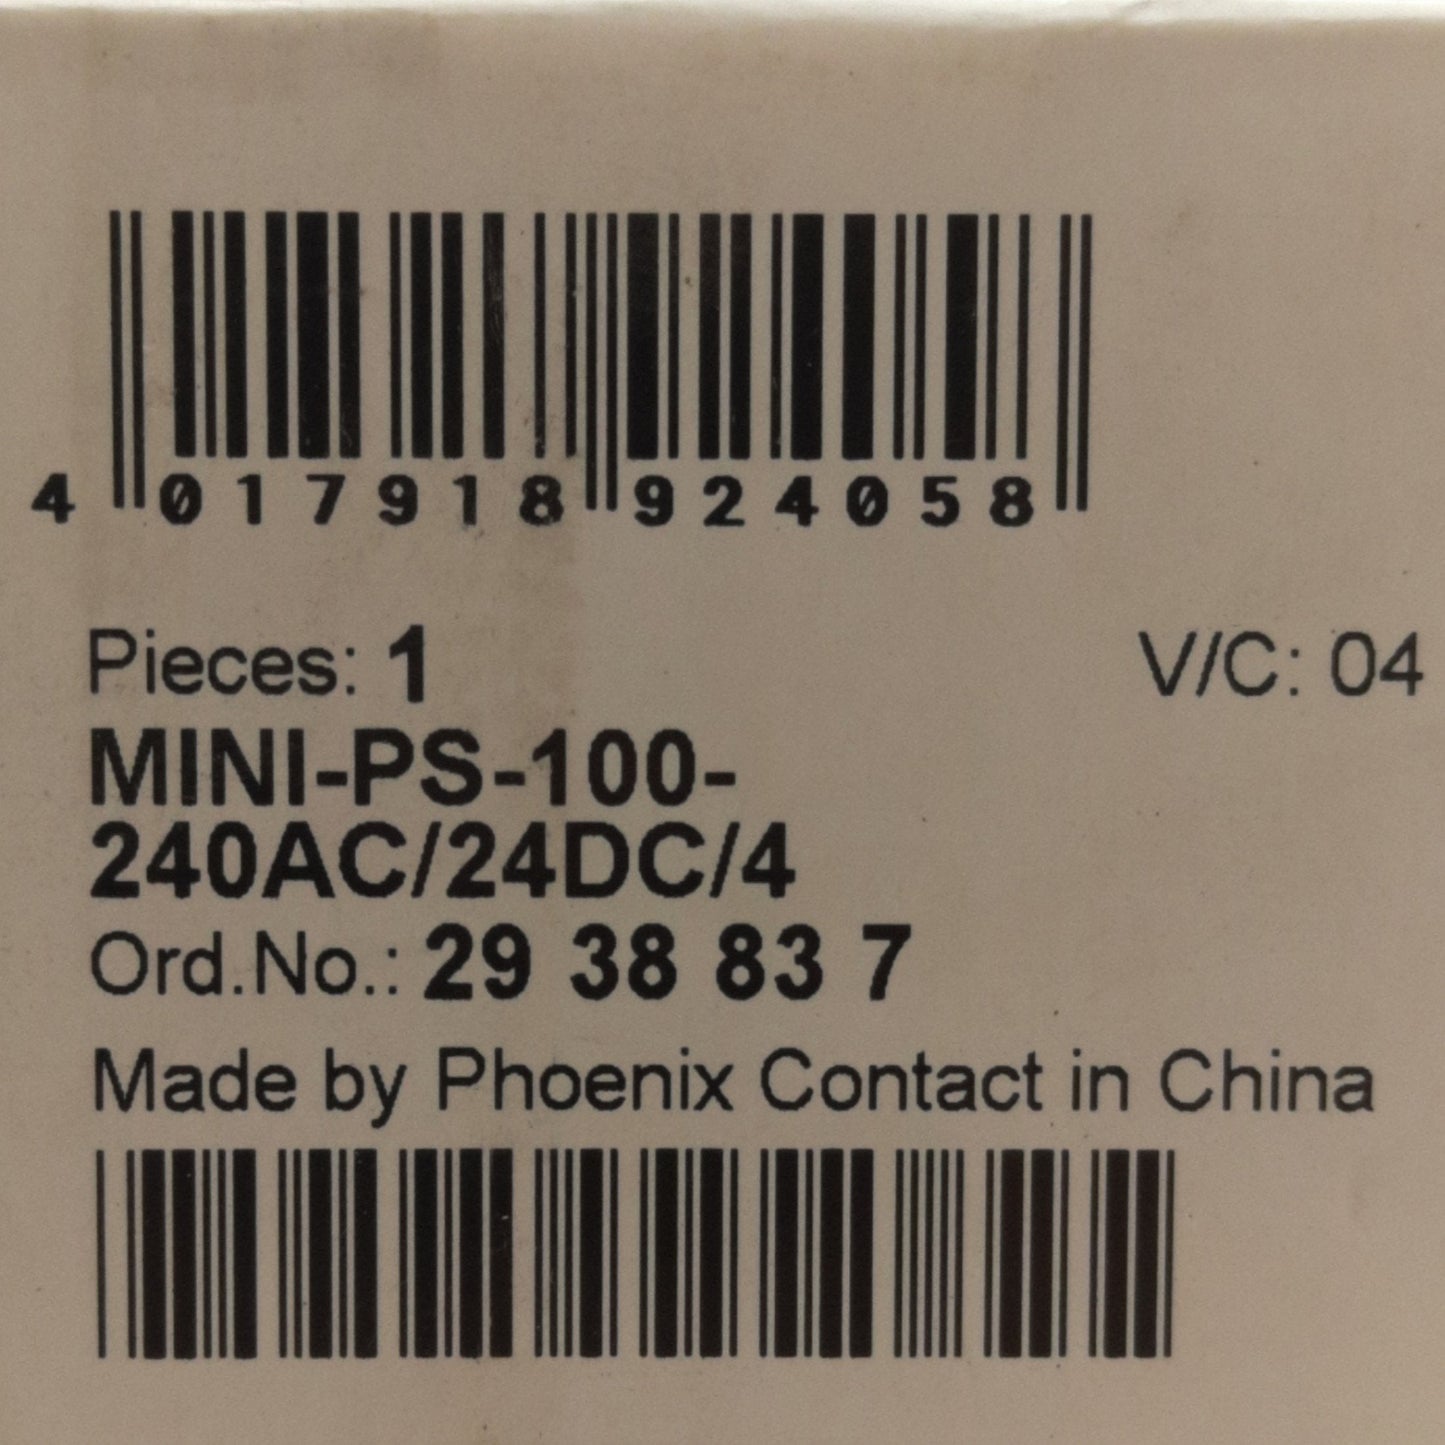 4 017918 924058
Pieces: 1 V/C: 04
MINI-PS-100-
240AC/24DC/4
Ord.No.: 29 38 83 7
Made by Phoenix Contact in China